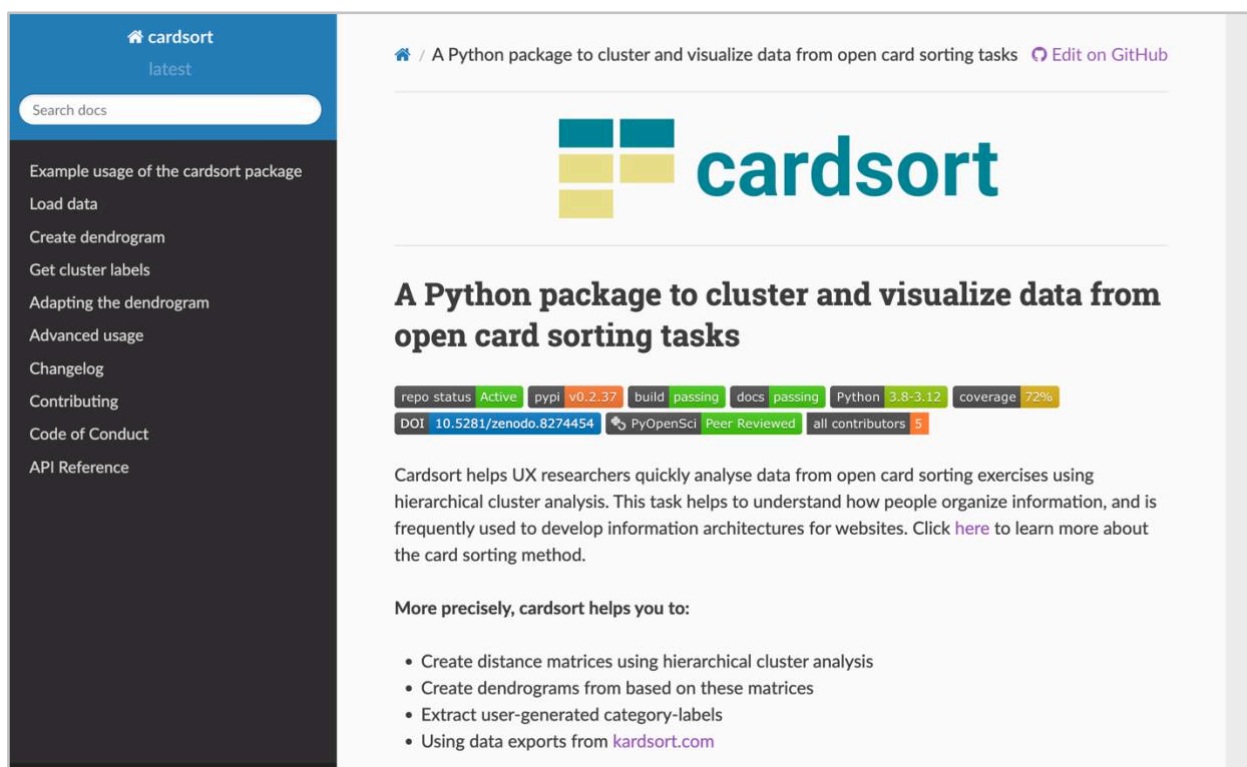 cardsort
latest
Search docs
Example usage of the cardsort package
Load data
Create dendrogram
Get cluster labels
Adapting the dendrogram
Advanced usage
Changelog
Contributing
Code of Conduct
API Reference
/ A Python package to cluster and visualize data from open card sorting tasks Edit on GitHub
cardsort
A Python package to cluster and visualize data from
open card sorting tasks
repo status Active pypi v0.2.37 build passing docs passing Python 3.8-3.12 coverage 72%
DOI 10.5281/zenodo.8274454 PyOpenSci Peer Reviewed all contributors 5
Cardsort helps UX researchers quickly analyse data from open card sorting exercises using
hierarchical cluster analysis. This task helps to understand how people organize information, and is
frequently used to develop information architectures for websites. Click here to learn more about
the card sorting method.
More precisely, cardsort helps you to:
• Create distance matrices using hierarchical cluster analysis
• Create dendrograms from based on these matrices
• Extract user-generated category-labels
• Using data exports from kardsort.com